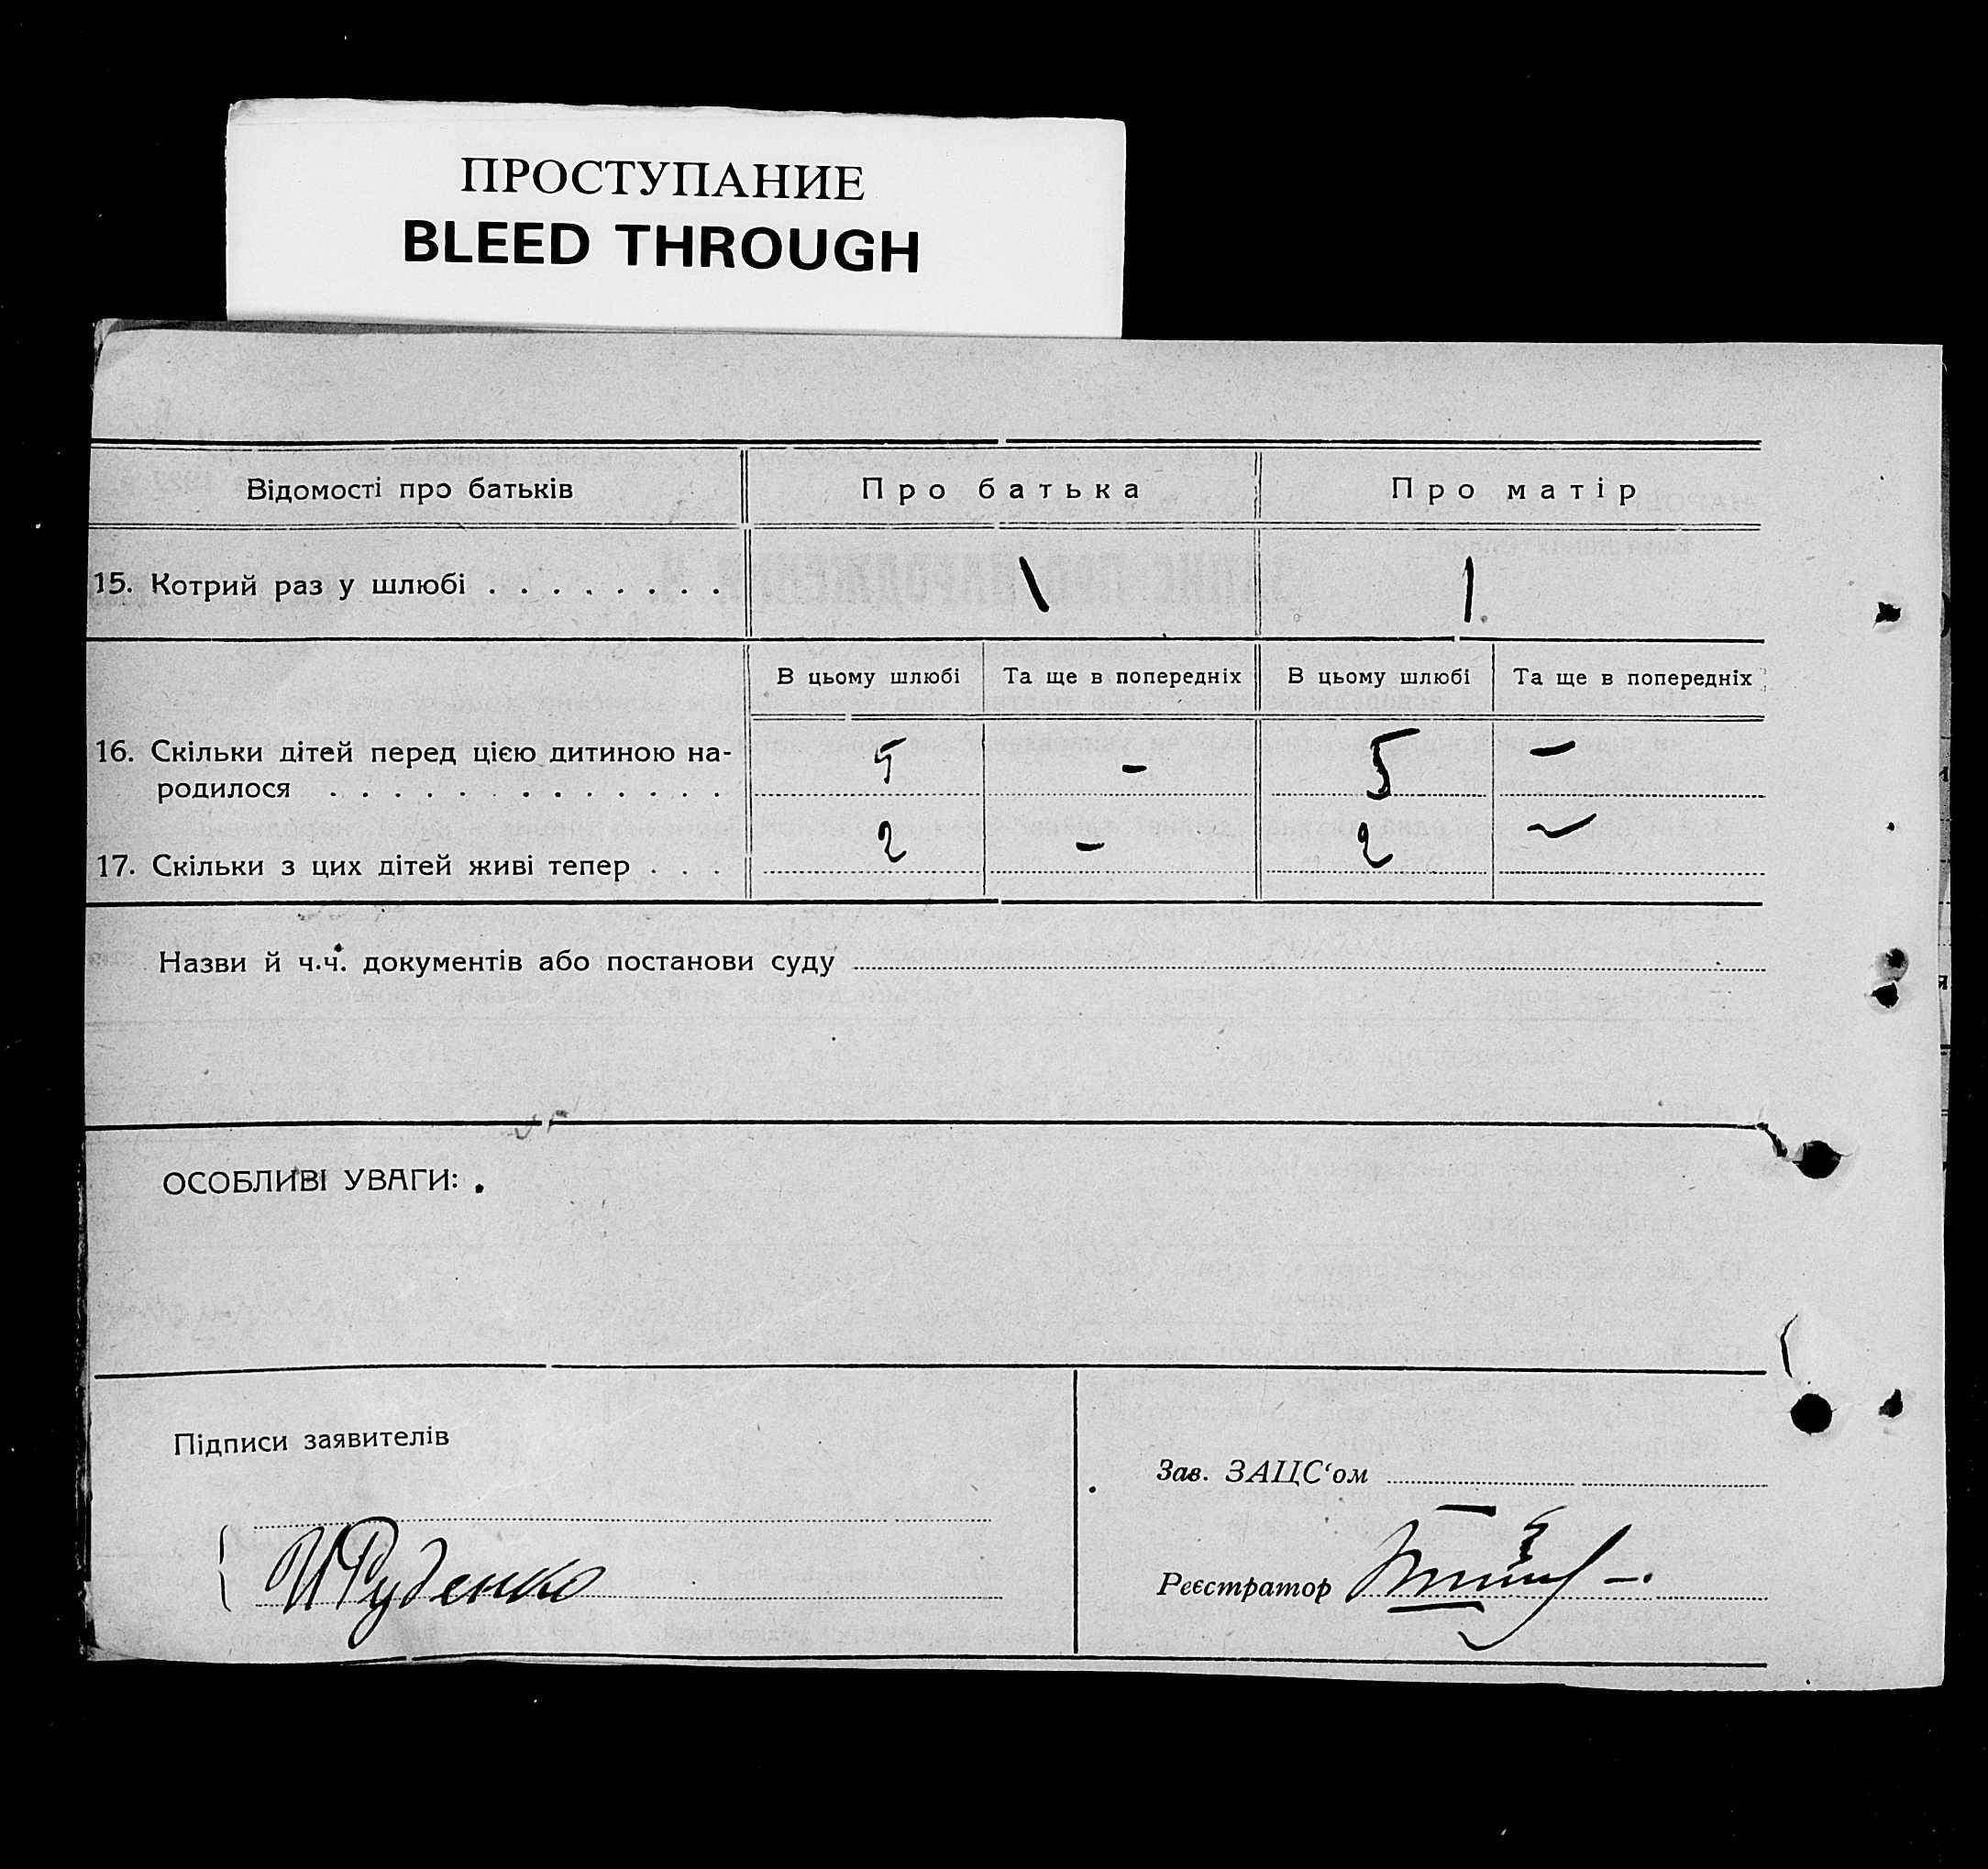 ПРОСТУПАНИЕ
BLEED THROUGH
Відомості про батьків Про батька Про матір
15. Котрий раз у шлюбі . . . . . . . . \ 1
В цьому шлюбі Та ще в попередніх В цьому шлюбі Та ще в попередніх
16. Скільки дітей перед цією дитиною на-
родилося . . . . . . . . . . . . . 5 - 5 -
17. Скільки з цих дітей живі тепер . . . 2 - 2 ~
Назви й ч.ч. документів або постанови суду
ОСОБЛИВІ УВАГИ:
Підписи заявителів
Зав. ЗАЦС‘ом
ИРуденко
Реєстратор